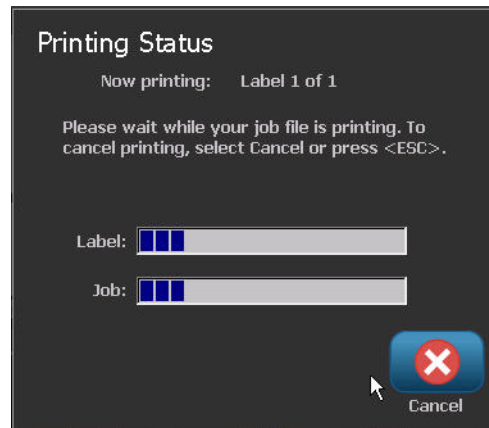 Printing Status
Now printing: Label 1 of 1
Please wait while your job file is printing. To
cancel printing, select Cancel or press <ESC>.
Label:
Job:
Cancel